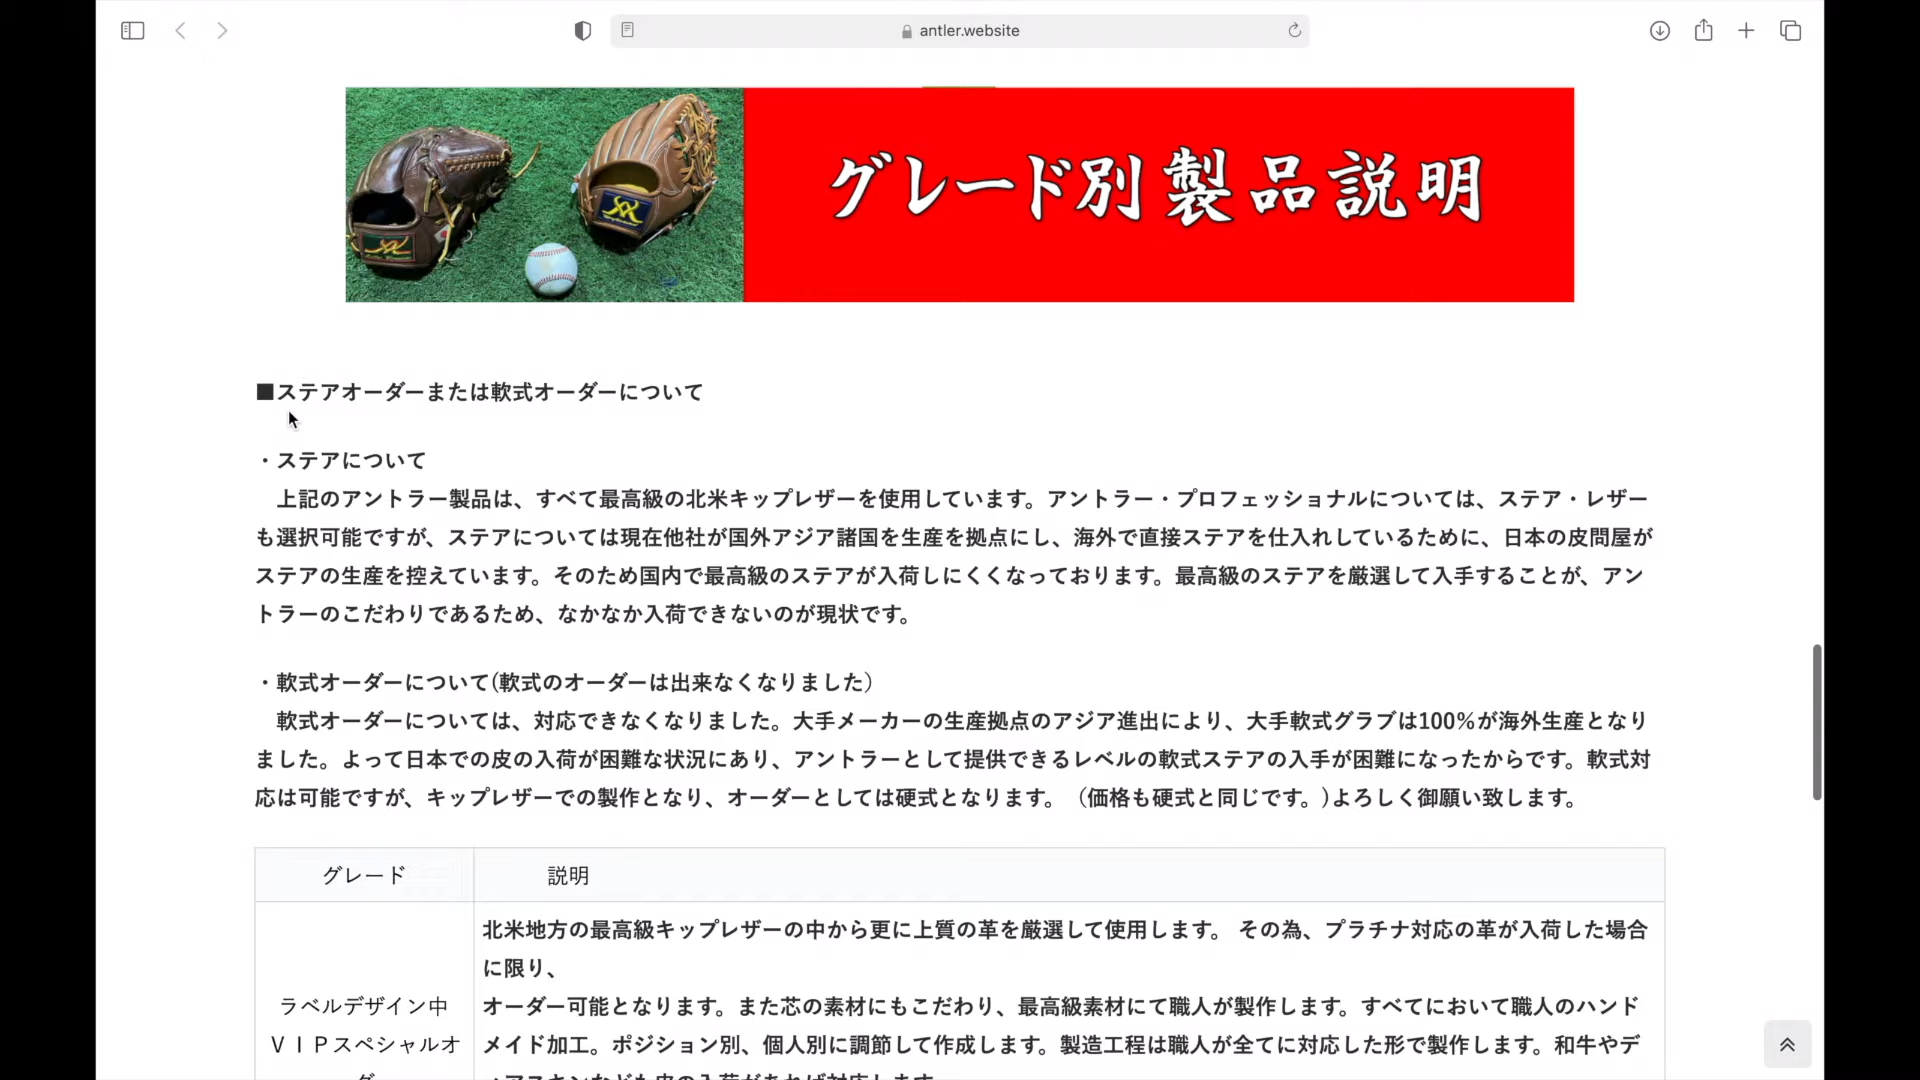 antler.website
グレード別製品説明
■ステアオーダーまたは軟式オーダーについて
・ステアについて
上記のアントラー製品は、すべて最高級の北米キップレザーを使用しています。アントラー・プロフェッショナルについては、ステア・レザー
も選択可能ですが、ステアについては現在他社が国外アジア諸国を生産を拠点にし、海外で直接ステアを仕入れしているために、日本の皮問屋が
ステアの生産を控えています。そのため国内で最高級のステアが入荷しにくくなっております。最高級のステアを厳選して入手することが、アン
トラーのこだわりであるため、なかなか入荷できないのが現状です。
・軟式オーダーについて(軟式のオーダーは出来なくなりました）
軟式オーダーについては、対応できなくなりました。大手メーカーの生産拠点のアジア進出により、大手軟式グラブは100%が海外生産となり
ました。よって日本での皮の入荷が困難な状況にあり、アントラーとして提供できるレベルの軟式ステアの入手が困難になったからです。軟式対
応は可能ですが、キップレザーでの製作となり、オーダーとしては硬式となります。（価格も硬式と同じです。)よろしく御願い致します。
グレード 説明
北米地方の最高級キップレザーの中から更に上質の革を厳選して使用します。 その為、プラチナ対応の革が入荷した場合
に限り、
ラベルデザイン中 オーダー可能となります。また芯の素材にもこだわり、最高級素材にて職人が製作します。すべてにおいて職人のハンド
ＶＩＰスペシャルオ メイド加工。ポジション別、個人別に調節して作成します。製造工程は職人が全てに対応した形で製作します。和牛やデ